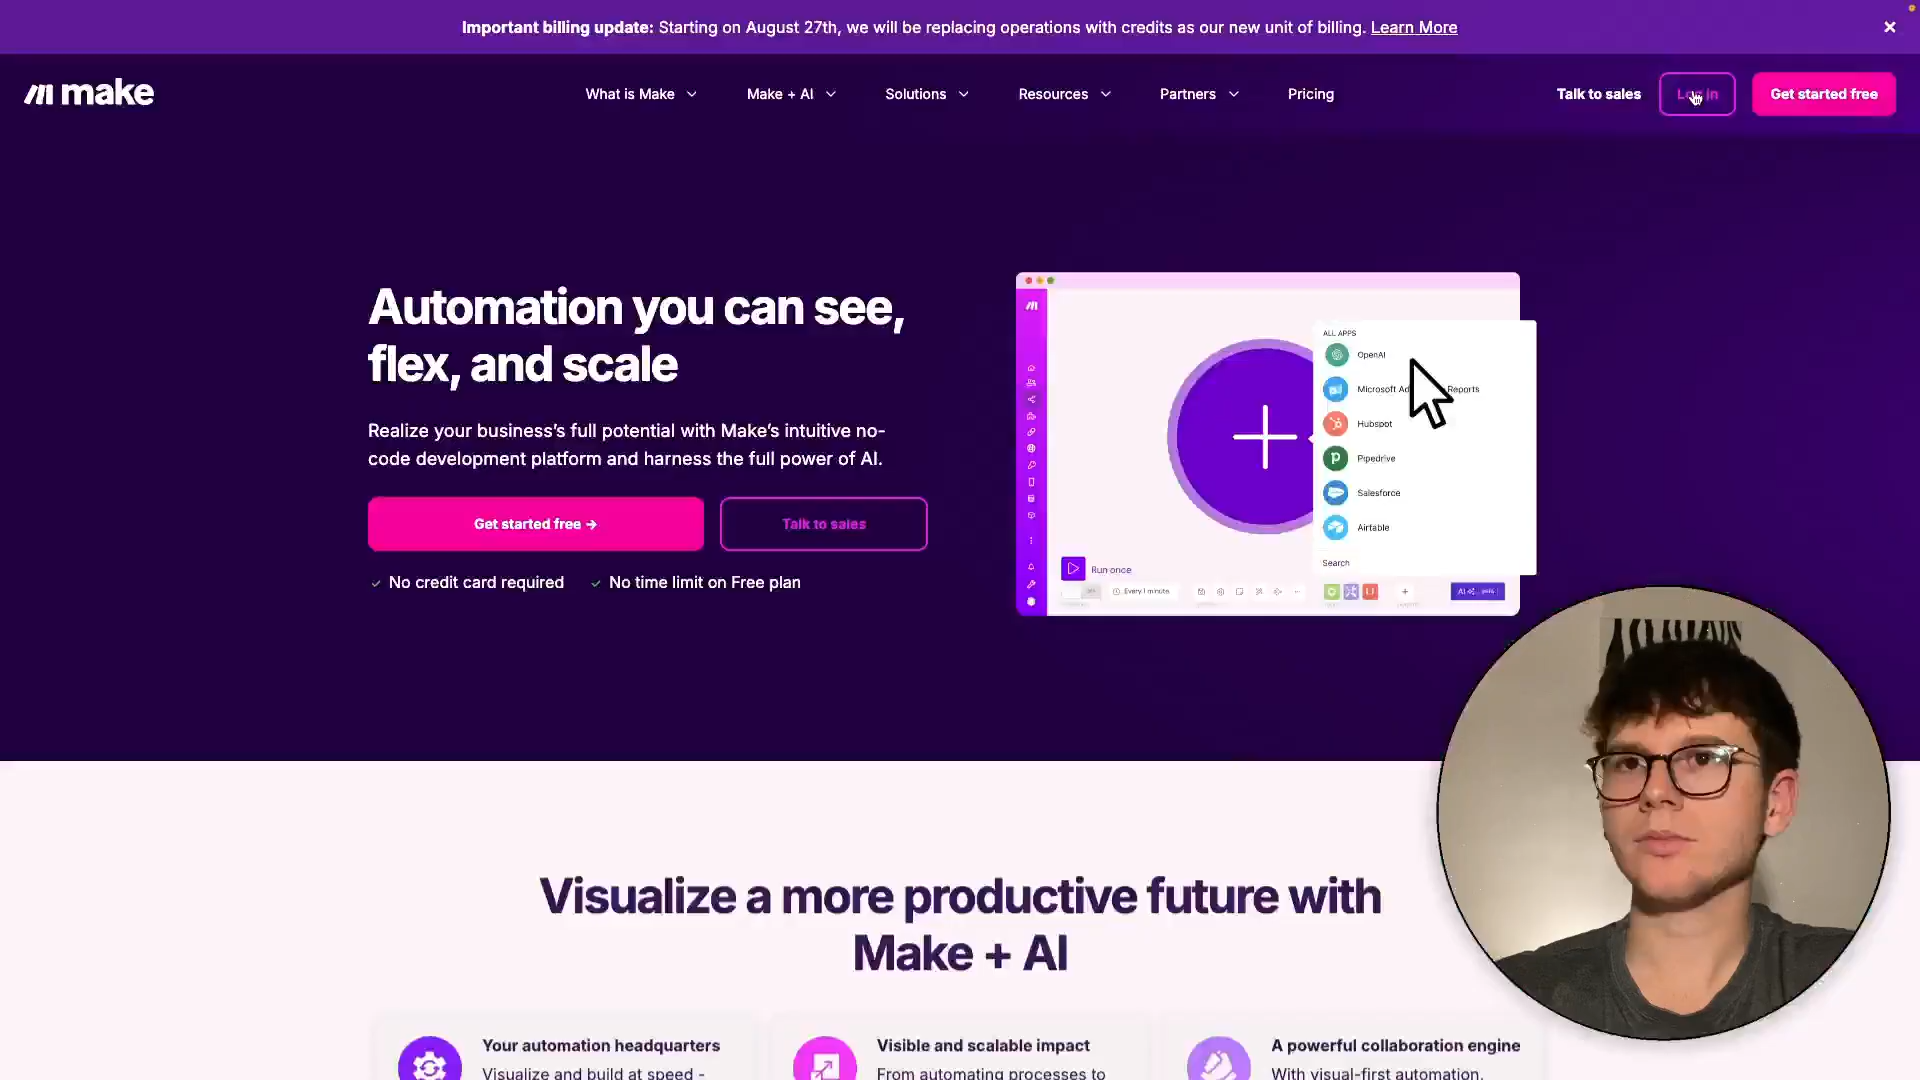 Important billing update: Starting on August 27th, we will be replacing operations with credits as our new unit of billing. Learn More
make
What is Make
Make + AI
Solutions
Resources
Partners
Pricing
Talk to sales
Log in
Get started free
Automation you can see,
flex, and scale
Realize your business’s full potential with Make’s intuitive no-
code development platform and harness the full power of AI.
Get started free →
Talk to sales
No credit card required
No time limit on Free plan
ALL APPS
OpenAI
Microsoft Ad Reports
Hubspot
Pipedrive
Salesforce
Airtable
Search
Run once
Every 1 minute
AI
Visualize a more productive future with
Make + AI
Your automation headquarters
Visualize and build at speed -
Visible and scalable impact
From automating processes to
A powerful collaboration engine
With visual-first automation,